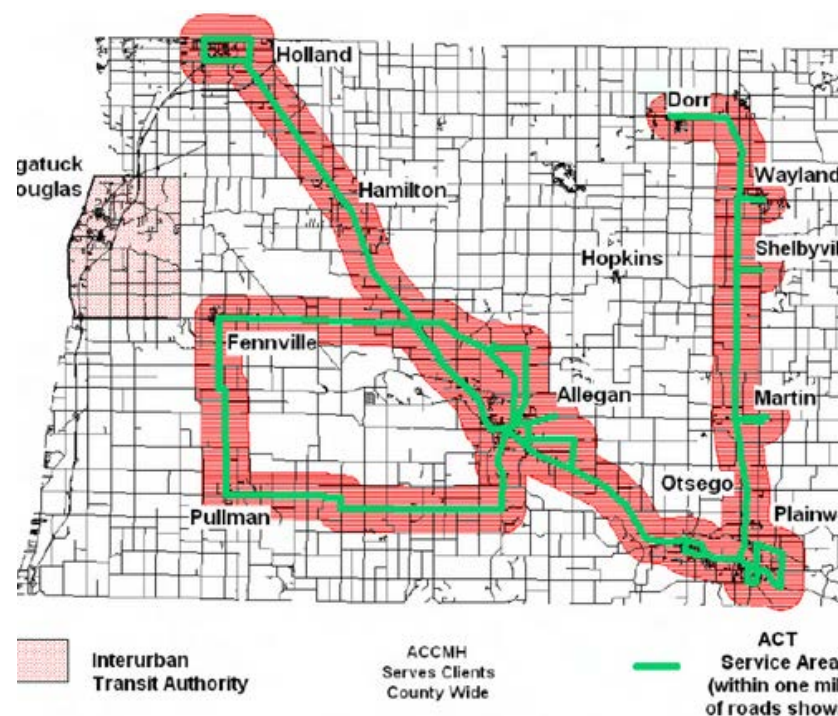 Holland
Dorr
gatuck
ouglas
Hamilton
Wayland
Shelbyvil
Hopkins
Fennville
Allegan
Martin
Otsego
Pullman
Plainw
Interurban
Transit Authority
ACCMH
Serves Clients
County Wide
ACT
Service Area
(within one mil
of roads show